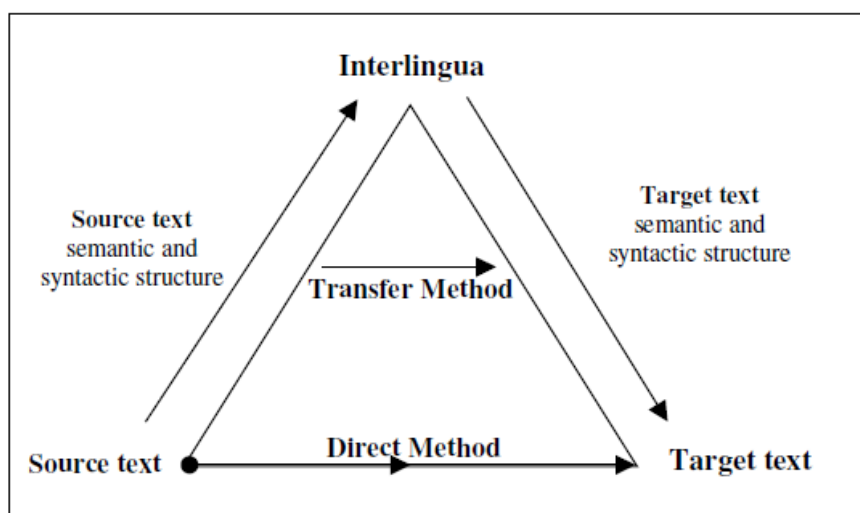 Interlingua
Source text
semantic and
syntactic structure
Target text
semantic and
syntactic structure
Transfer Method
Direct Method
Source text
Target text